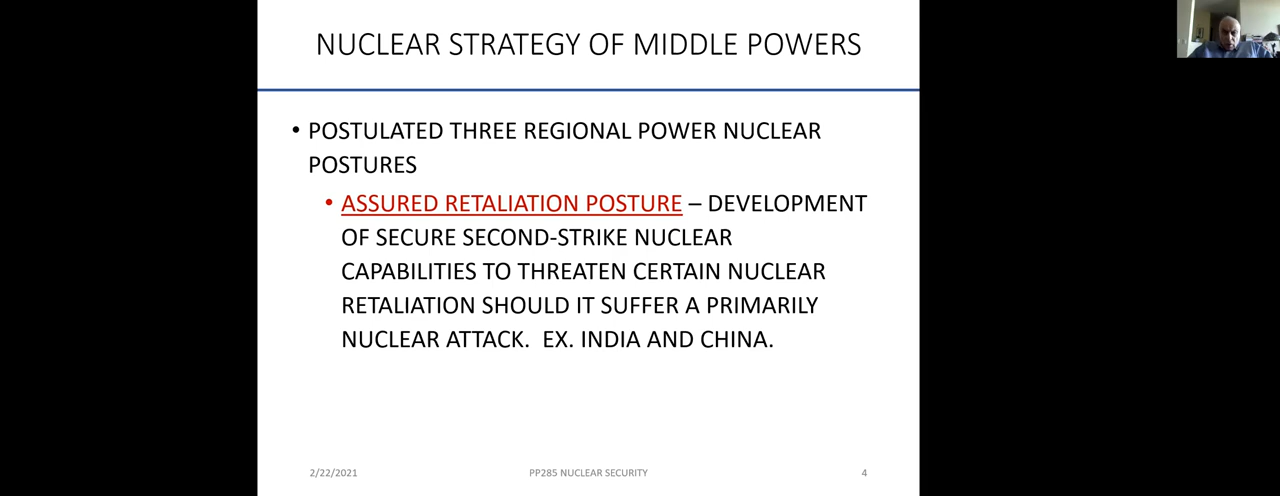 NUCLEAR STRATEGY OF MIDDLE POWERS
• POSTULATED THREE REGIONAL POWER NUCLEAR
POSTURES
• ASSURED RETALIATION POSTURE – DEVELOPMENT
OF SECURE SECOND-STRIKE NUCLEAR
CAPABILITIES TO THREATEN CERTAIN NUCLEAR
RETALIATION SHOULD IT SUFFER A PRIMARILY
NUCLEAR ATTACK.  EX. INDIA AND CHINA.
2/22/2021
PP285 NUCLEAR SECURITY
4